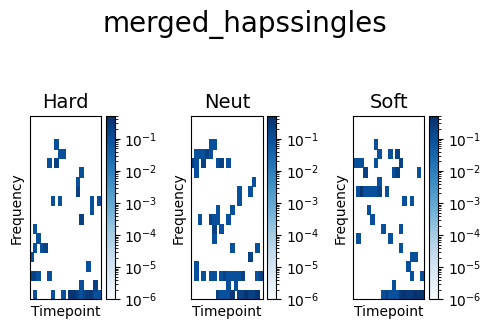 merged_hapssingles
Hard
Neut
Soft
Frequency
Frequency
Frequency
10⁻¹
10⁻²
10⁻³
10⁻⁴
10⁻⁵
10⁻⁶
10⁻¹
10⁻²
10⁻³
10⁻⁴
10⁻⁵
10⁻⁶
10⁻¹
10⁻²
10⁻³
10⁻⁴
10⁻⁵
10⁻⁶
Timepoint
Timepoint
Timepoint